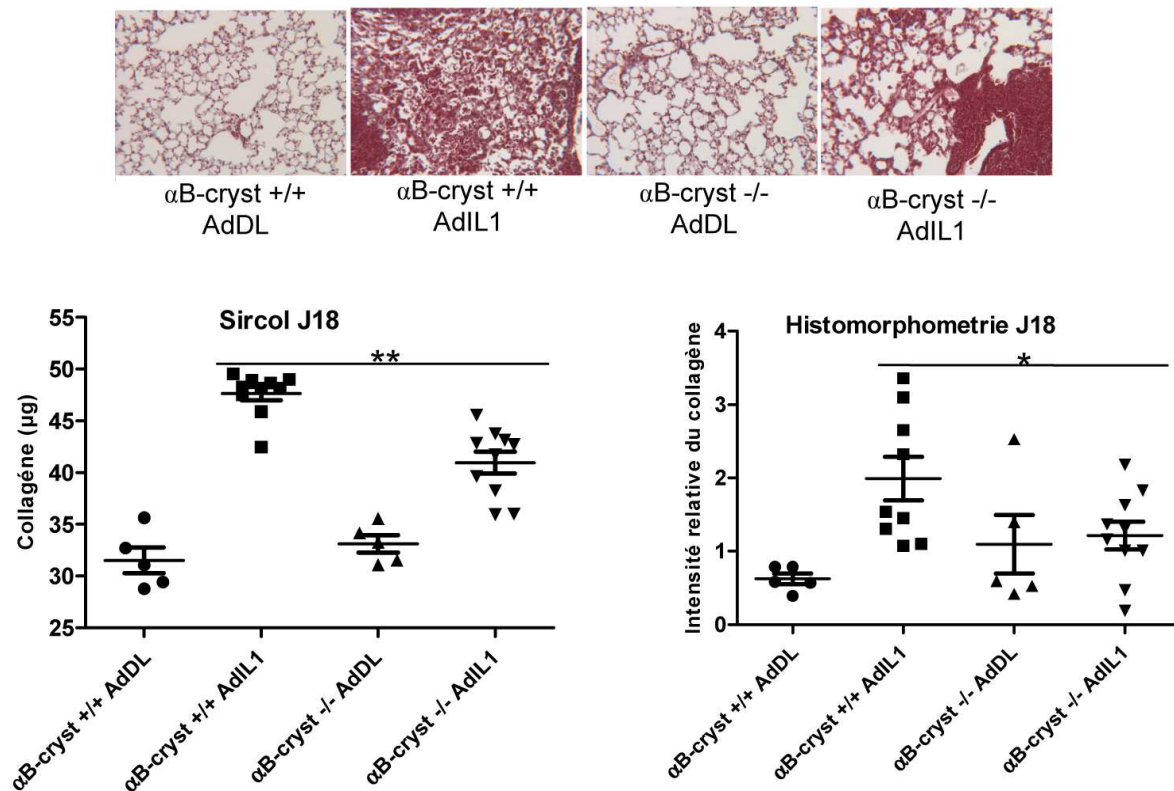 αB-cryst +/+
AdDL
αB-cryst +/+
AdIL1
αB-cryst -/-
AdDL
αB-cryst -/-
AdIL1
Sircol J18
Collagéne (µg)
55
50
45
40
35
30
25
**
αB-cryst +/+ AdDL
αB-cryst +/+ AdIL1
αB-cryst -/- AdDL
αB-cryst -/- AdIL1
Histomorphometrie J18
Intensité relative du collagène
4
3
2
1
0
*
αB-cryst +/+ AdDL
αB-cryst +/+ AdIL1
αB-cryst -/- AdDL
αB-cryst -/- AdIL1